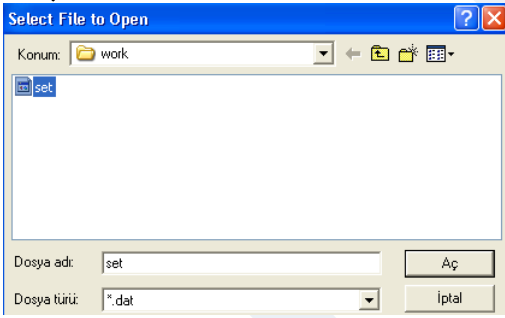 Select File to Open
Konum: work
set
Dosya adı: set Aç
Dosya türü: *.dat İptal